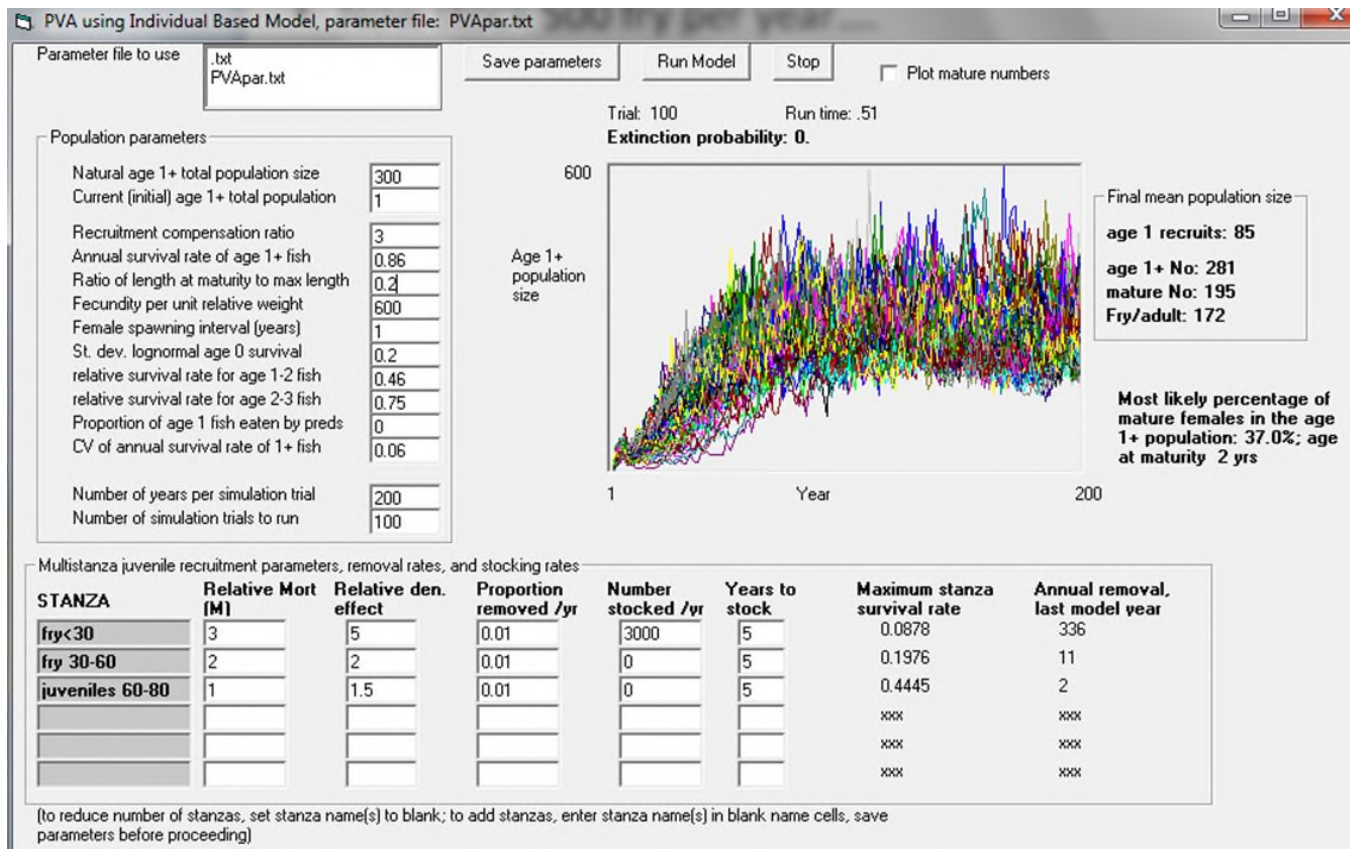 500 fry per year....
PVA using Individual Based Model, parameter file: PVApar.txt
Parameter file to use
.txt
PVApar.txt
Save parameters
Run Model
Stop
Plot mature numbers
Trial: 100 Run time: .51
Extinction probability: 0.
Population parameters
Natural age 1+ total population size 300
Current (initial) age 1+ total population 1
Recruitment compensation ratio 3
Annual survival rate of age 1+ fish 0.86
Ratio of length at maturity to max length 0.2
Fecundity per unit relative weight 600
Female spawning interval (years) 1
St. dev. lognormal age 0 survival 0.2
relative survival rate for age 1-2 fish 0.46
relative survival rate for age 2-3 fish 0.75
Proportion of age 1 fish eaten by preds 0
CV of annual survival rate of 1+ fish 0.06
Number of years per simulation trial 200
Number of simulation trials to run 100
600
Age 1+
population
size
1 Year 200
Final mean population size
age 1 recruits: 85
age 1+ No: 281
mature No: 195
Fry/adult: 172
Most likely percentage of
mature females in the age
1+ population: 37.0%; age
at maturity 2 yrs
Multistanza juvenile recruitment parameters, removal rates, and stocking rates
STANZA Relative Mort (M) Relative den. effect Proportion removed /yr Number stocked /yr Years to stock Maximum stanza survival rate Annual removal, last model year
fry<30 3 5 0.01 3000 5 0.0878 336
fry 30-60 2 2 0.01 0 5 0.1976 11
juveniles 60-80 1 1.5 0.01 0 5 0.4445 2
xxx xxx
xxx xxx
xxx xxx
(to reduce number of stanzas, set stanza name(s) to blank; to add stanzas, enter stanza name(s) in blank name cells, save
parameters before proceeding)